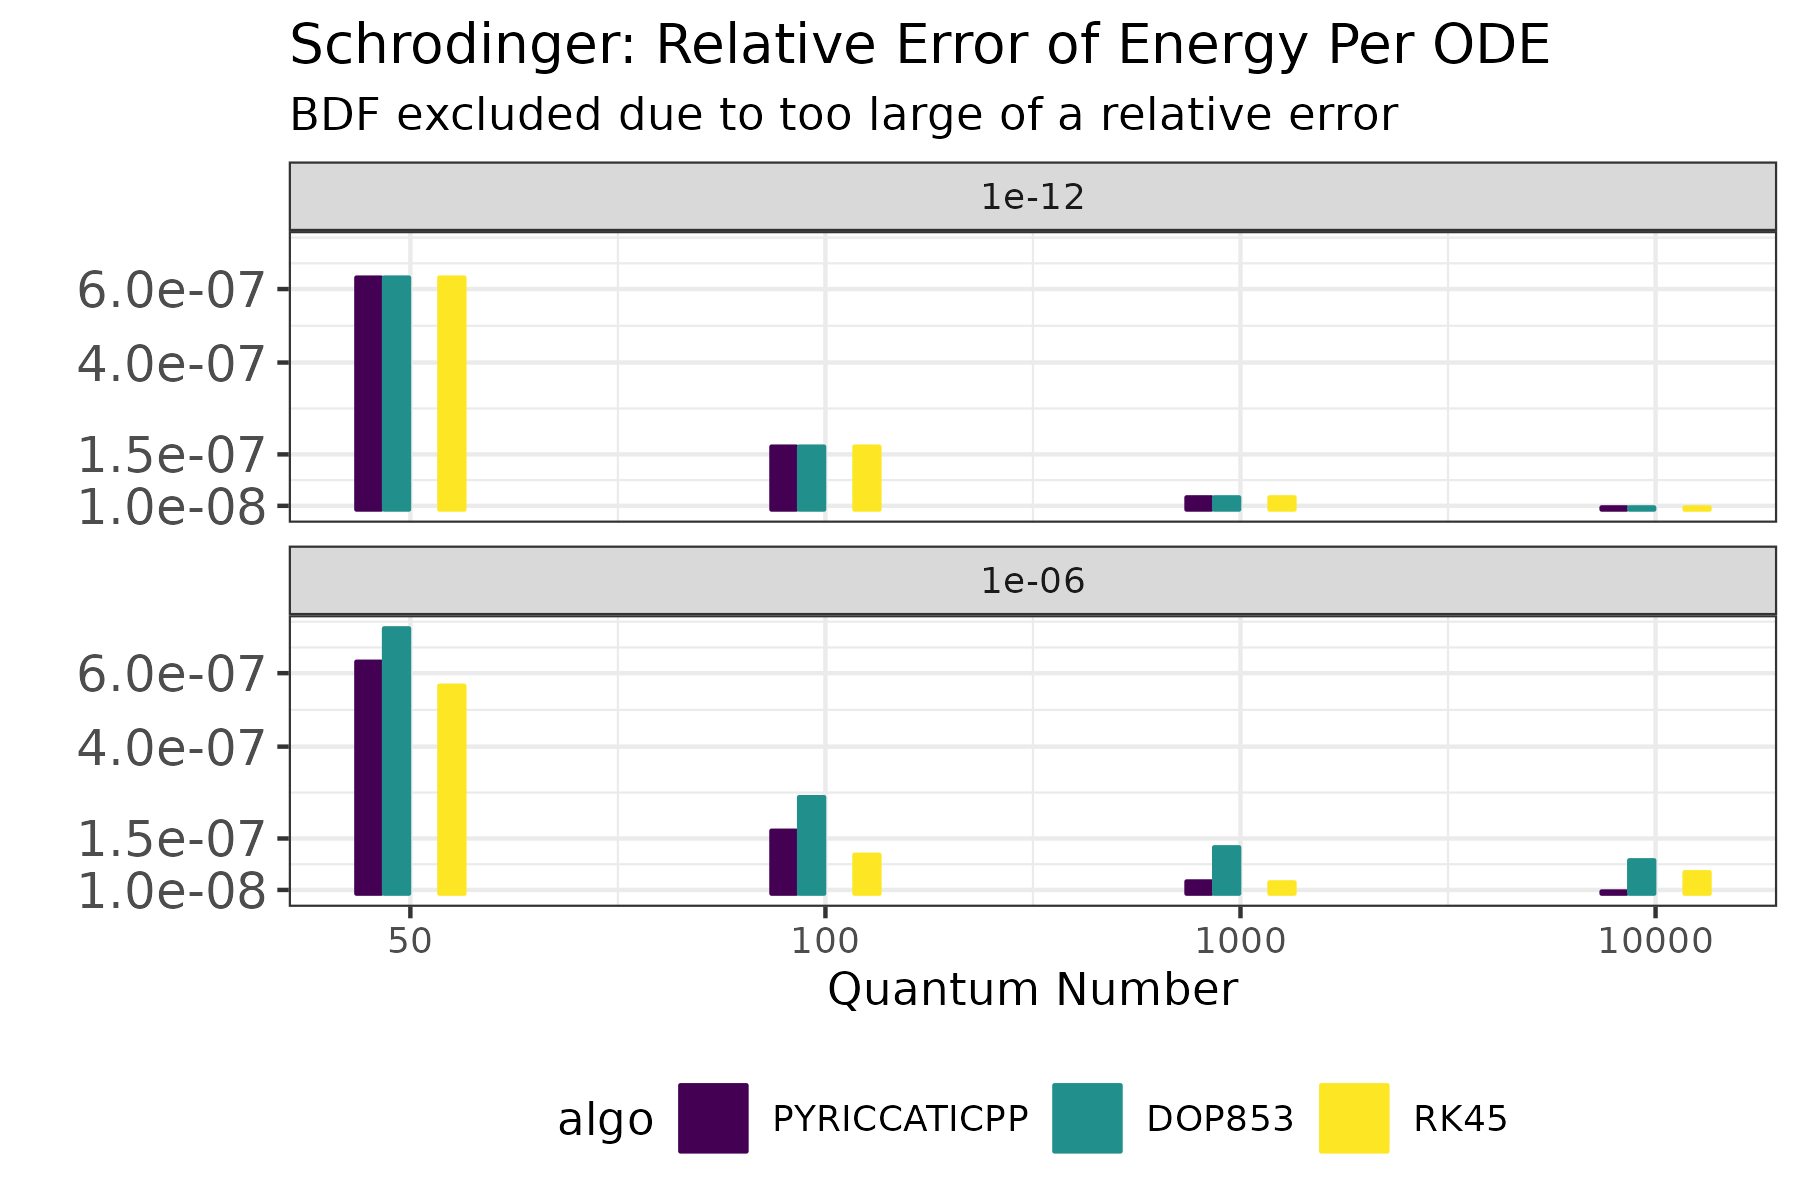 Schrodinger: Relative Error of Energy Per ODE
BDF excluded due to too large of a relative error
1e-12
6.0e-07
4.0e-07
1.5e-07
1.0e-08
1e-06
6.0e-07
4.0e-07
1.5e-07
1.0e-08
50 100 1000 10000
Quantum Number
algo PYRICCATICPP DOP853 RK45